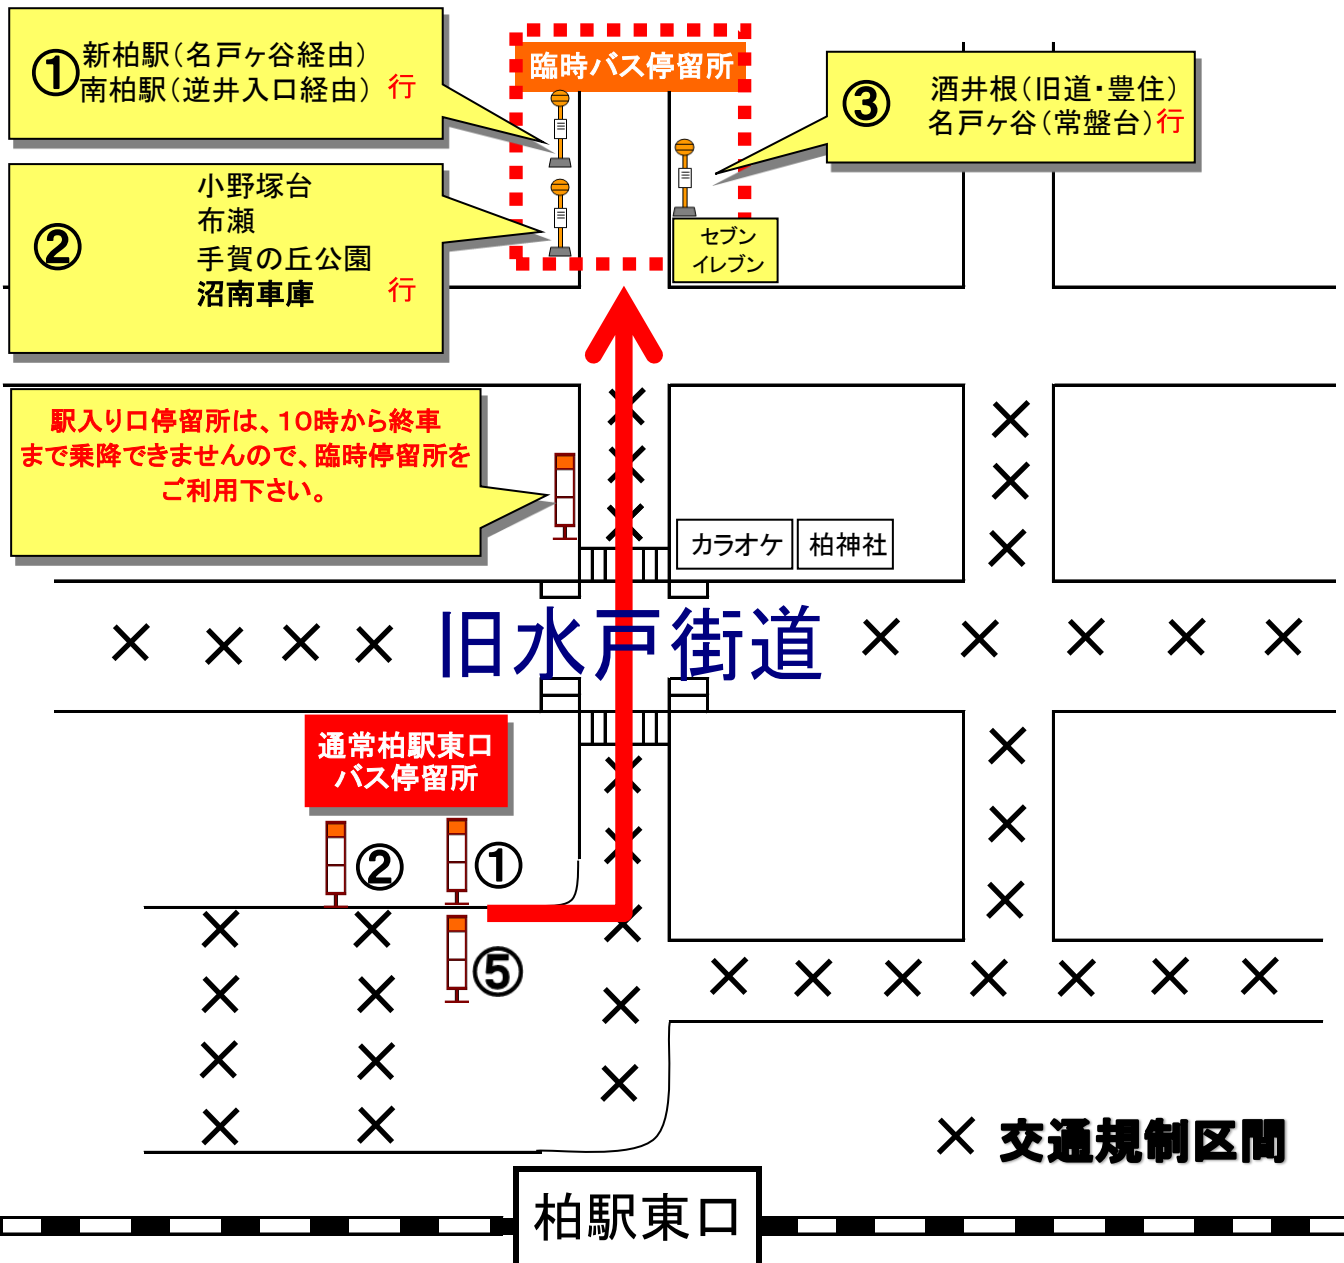 ① 新柏駅（名戸ヶ谷経由）
南柏駅（逆井入口経由） 行
臨時バス停留所
③ 酒井根（旧道・豊住）
名戸ヶ谷（常盤台）行
② 小野塚台
布瀬
手賀の丘公園
沼南車庫 行
セブン
イレブン
駅入り口停留所は、１０時から終車
まで乗降できませんので、臨時停留所を
ご利用下さい。
カラオケ
柏神社
旧水戸街道
通常柏駅東口
バス停留所
②
①
⑤
交通規制区間
柏駅東口